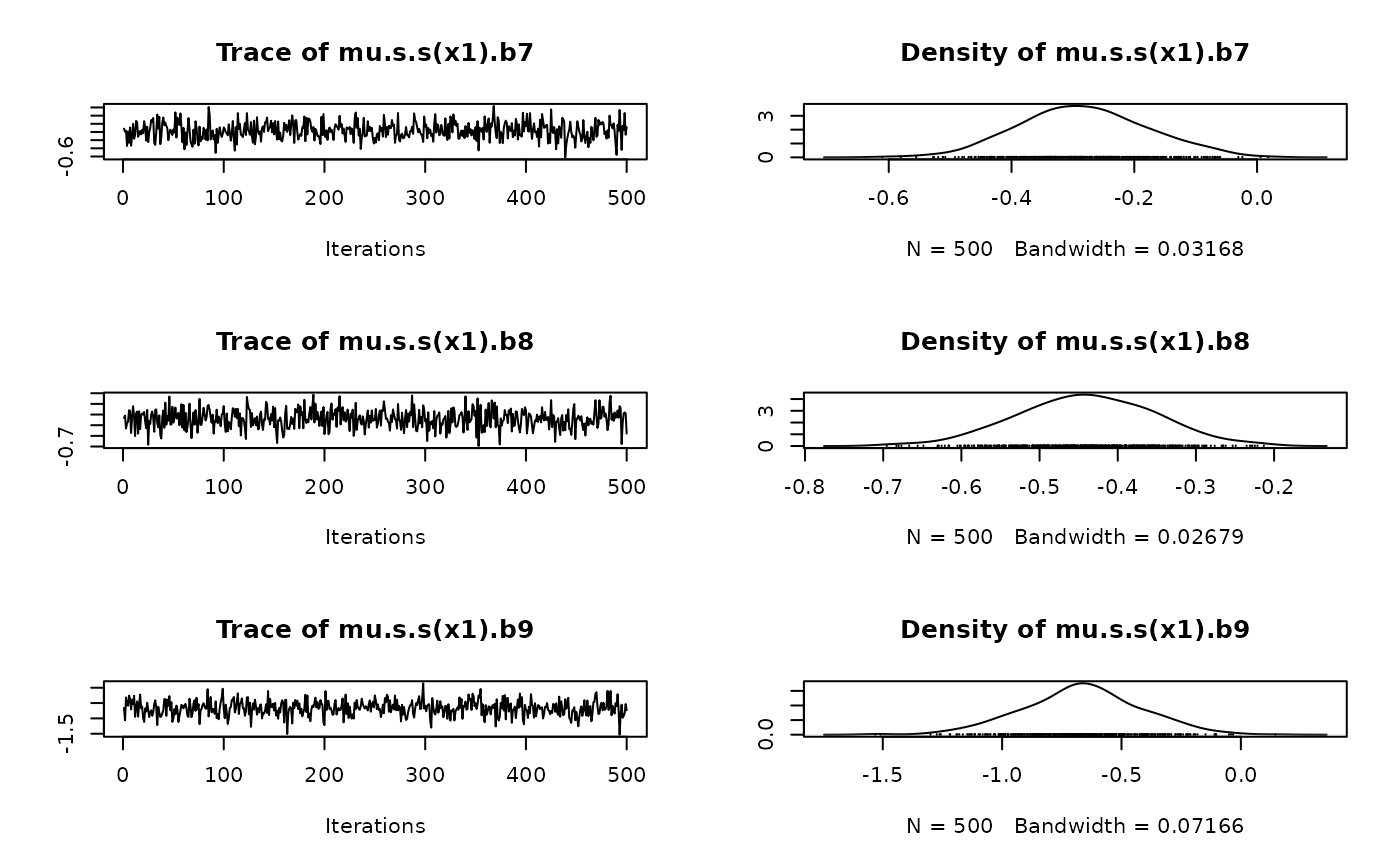 Trace of mu.s.s(x1).b7
Density of mu.s.s(x1).b7
-0.6
0 100 200 300 400 500
Iterations
0 3
-0.6 -0.4 -0.2 0.0
N = 500 Bandwidth = 0.03168
Trace of mu.s.s(x1).b8
Density of mu.s.s(x1).b8
-0.7
0 100 200 300 400 500
Iterations
0 3
-0.8 -0.7 -0.6 -0.5 -0.4 -0.3 -0.2
N = 500 Bandwidth = 0.02679
Trace of mu.s.s(x1).b9
Density of mu.s.s(x1).b9
-1.5
0 100 200 300 400 500
Iterations
0.0
-1.5 -1.0 -0.5 0.0
N = 500 Bandwidth = 0.07166